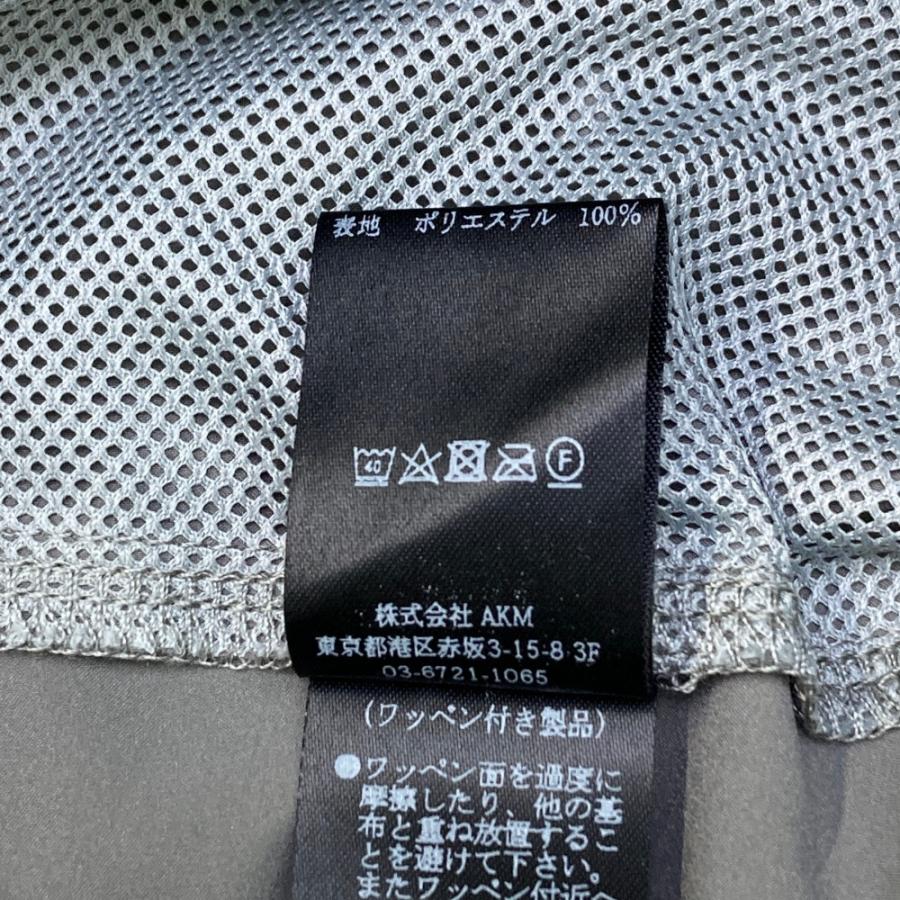 表地 ポリエステル 100%
40
F
株式会社 AKM
東京都港区赤坂3-15-8 3F
03-6721-1065
(ワッペン付き製品)
●ワッペン面を過度に
摩擦したり、他の基
布と重ね放置するこ
とを避けて下さい。
またワッペン付近へ